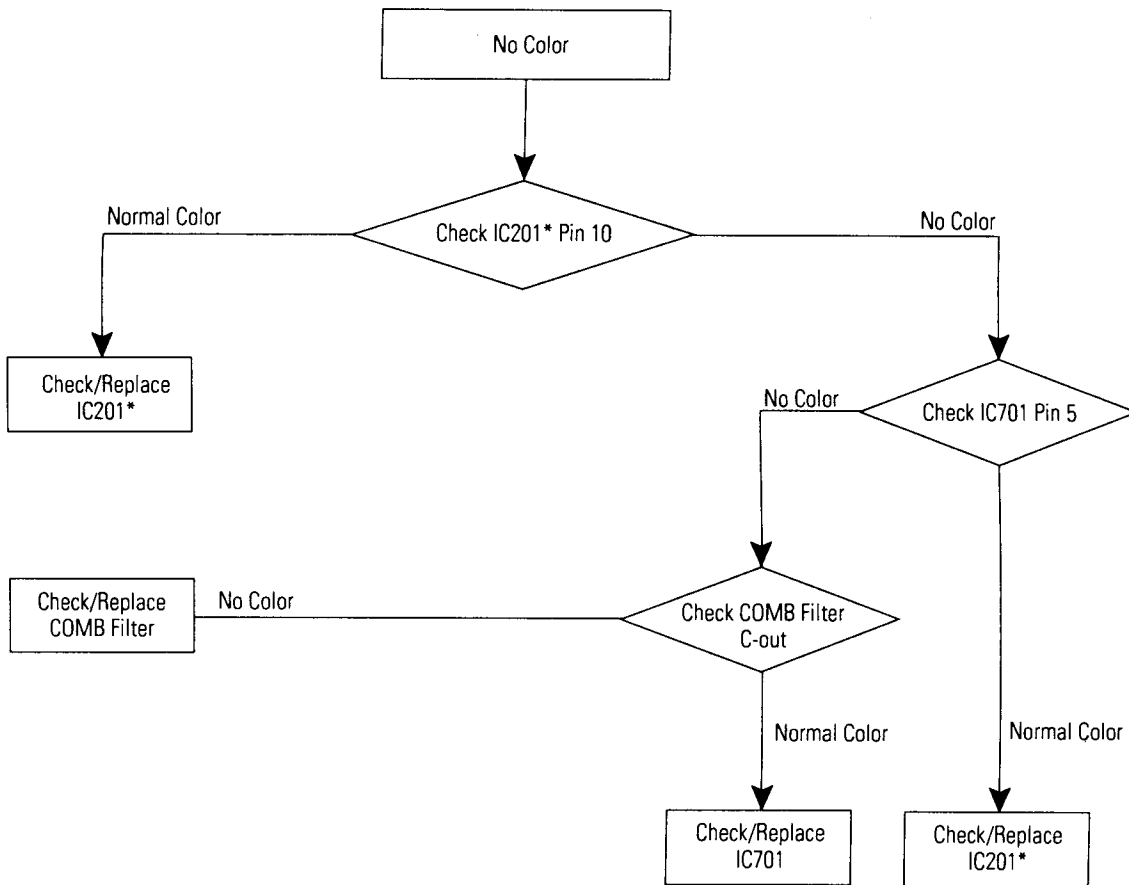 No Color
Check IC201* Pin 10
Normal Color
No Color
Check/Replace
IC201*
No Color
Check IC701 Pin 5
Check/Replace
COMB Filter
No Color
Check COMB Filter
C-out
Normal Color
Normal Color
Check/Replace
IC701
Check/Replace
IC201*